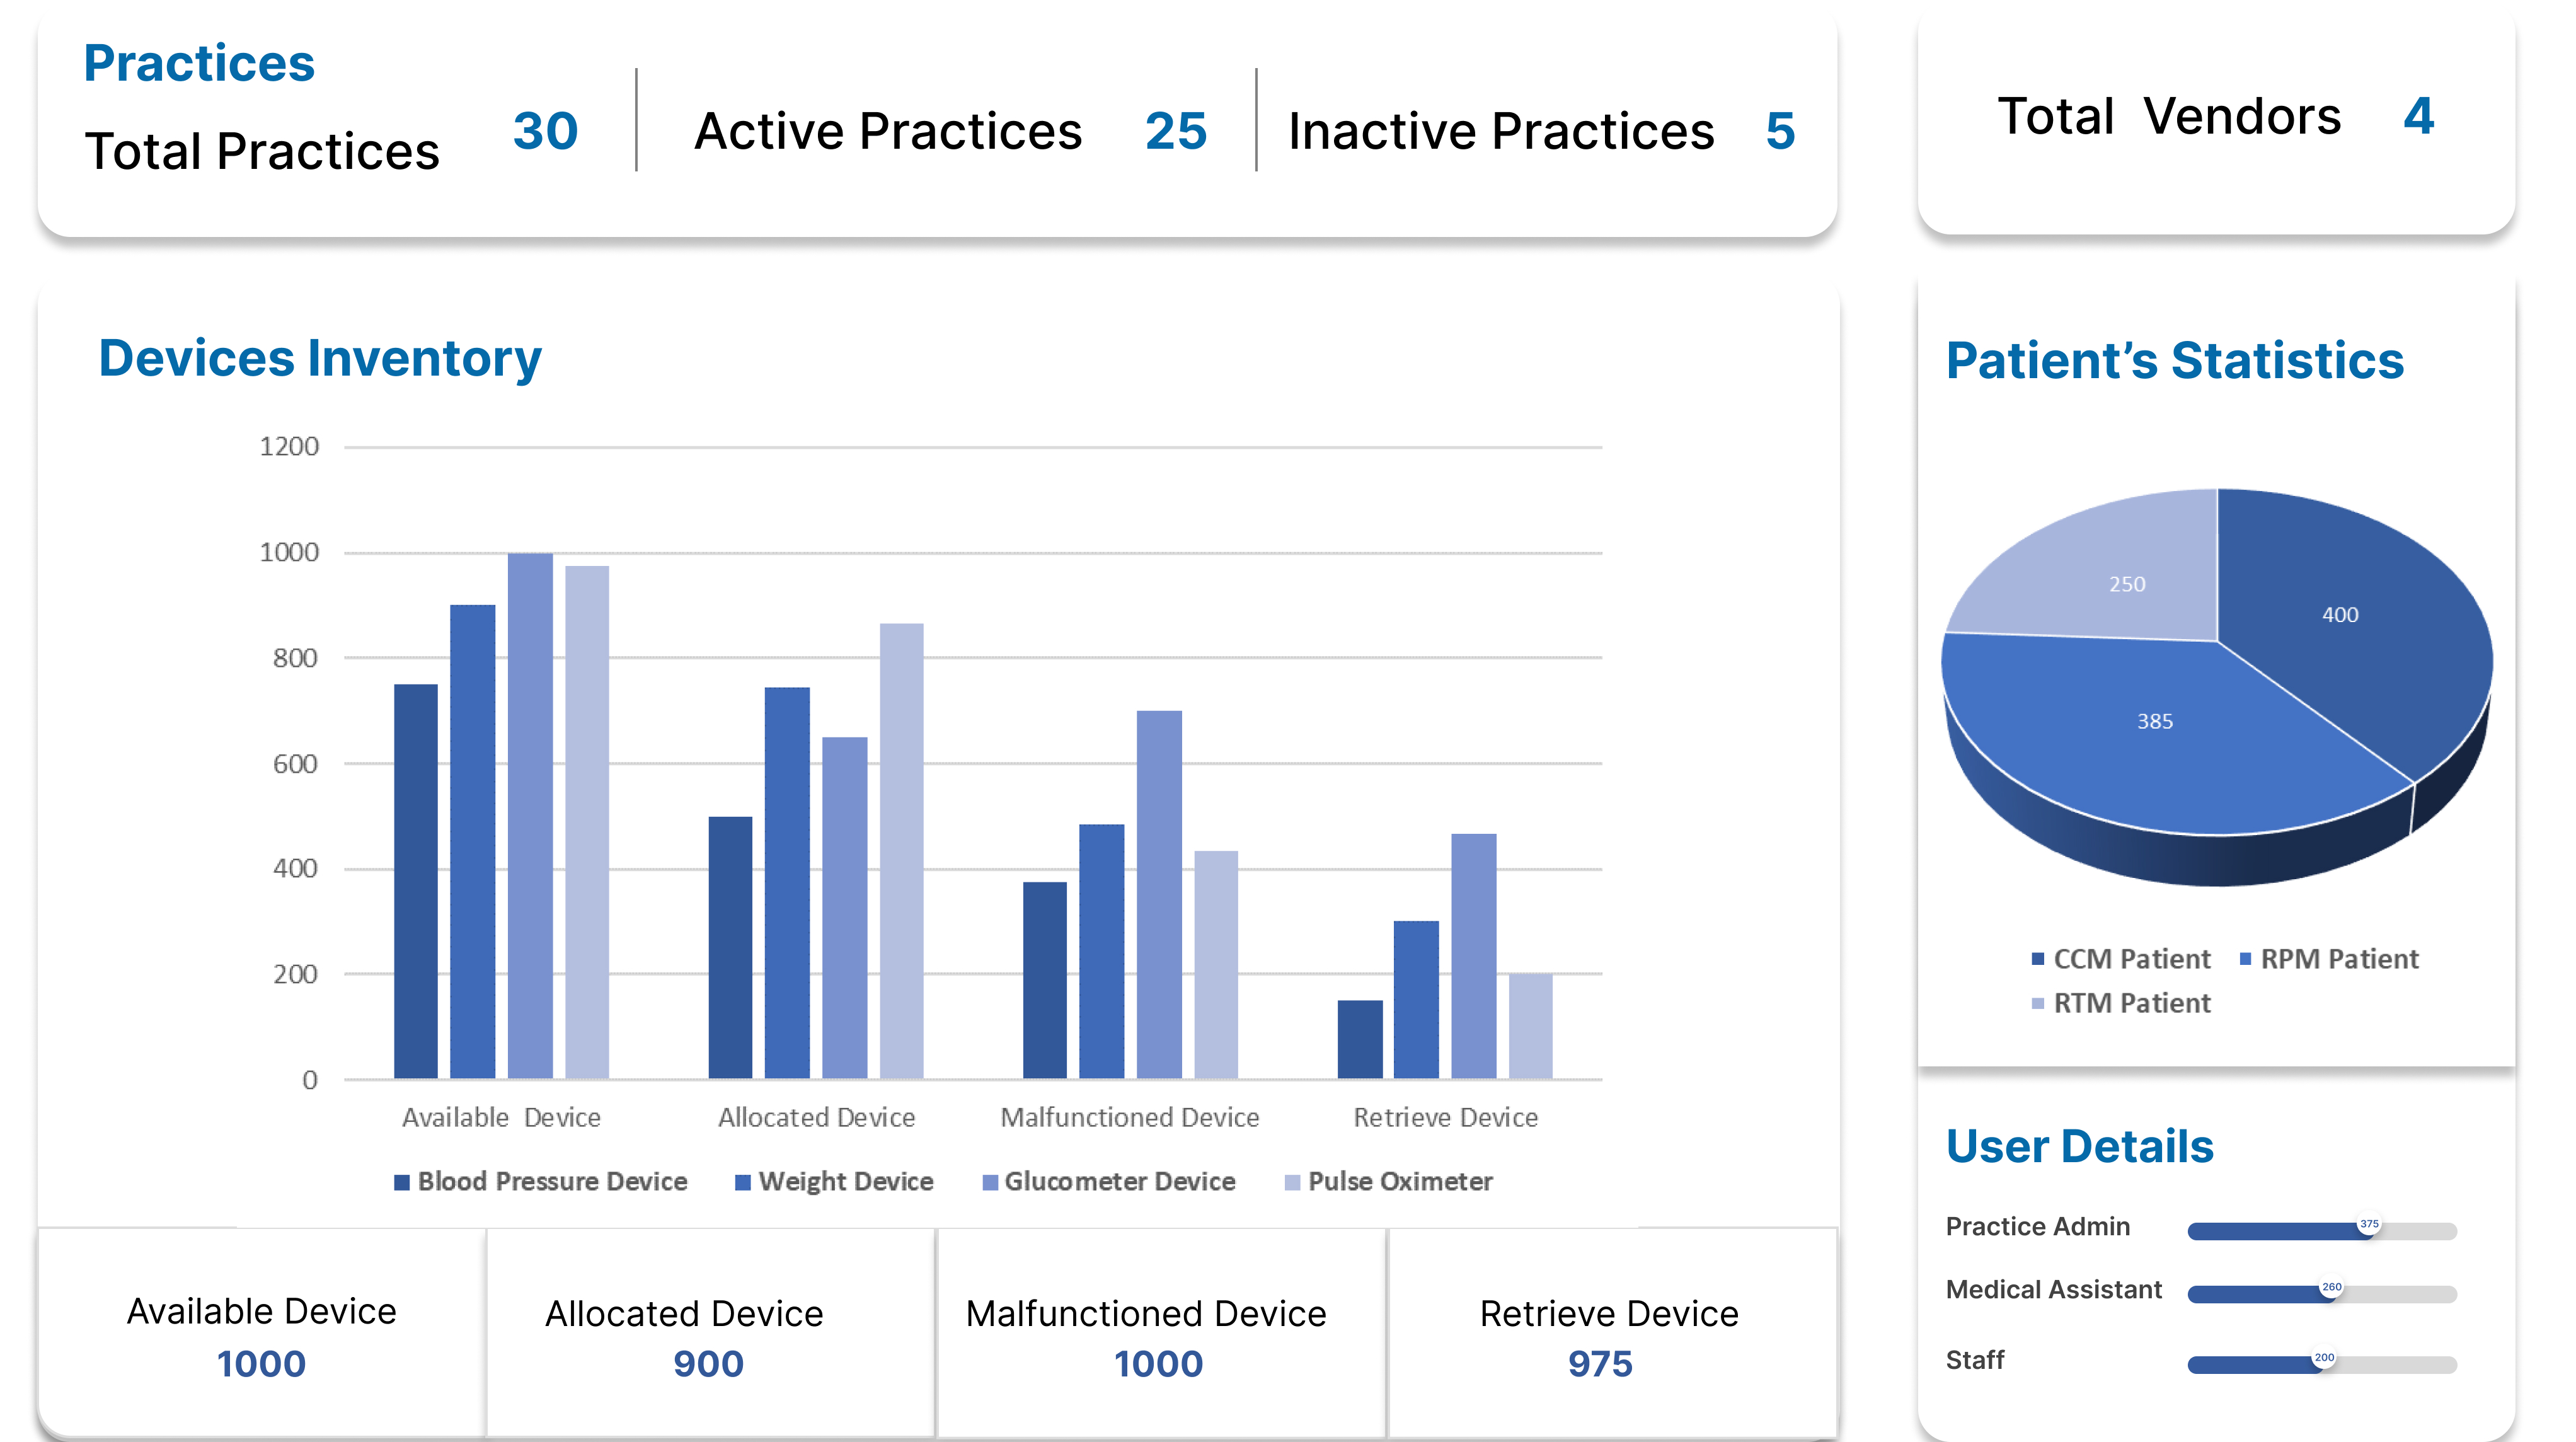 Practices
Total Practices 30
Active Practices 25
Inactive Practices 5
Total Vendors 4
Devices Inventory
1200
1000
800
600
400
200
0
Available Device Allocated Device Malfunctioned Device Retrieve Device
Blood Pressure Device Weight Device Glucometer Device Pulse Oximeter
Available Device
1000
Allocated Device
900
Malfunctioned Device
1000
Retrieve Device
975
Patient’s Statistics
250
400
385
CCM Patient RPM Patient
RTM Patient
User Details
Practice Admin 375
Medical Assistant 260
Staff 200